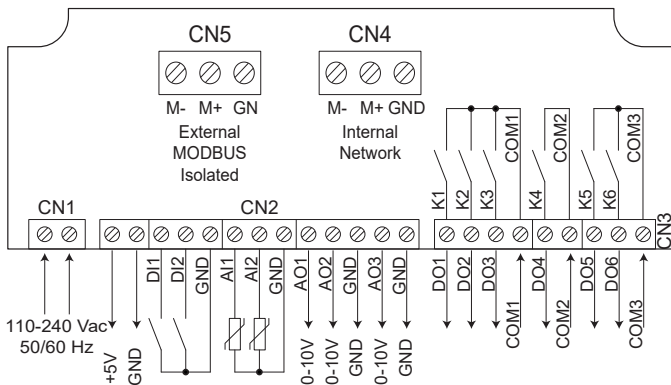 CN5
CN4
M- M+ GN
M- M+ GND
External
MODBUS
Isolated
Internal
Network
K1
K2
K3
COM1
K4
COM2
K5
K6
COM3
CN1
CN2
CN3
DI1
DI2
GND
AI1
AI2
GND
AO1
AO2
GND
AO3
GND
DO1
DO2
DO3
COM1
DO4
COM2
DO5
DO6
COM3
110-240 Vac
50/60 Hz
+5V
GND
0-10V
0-10V
GND
0-10V
GND